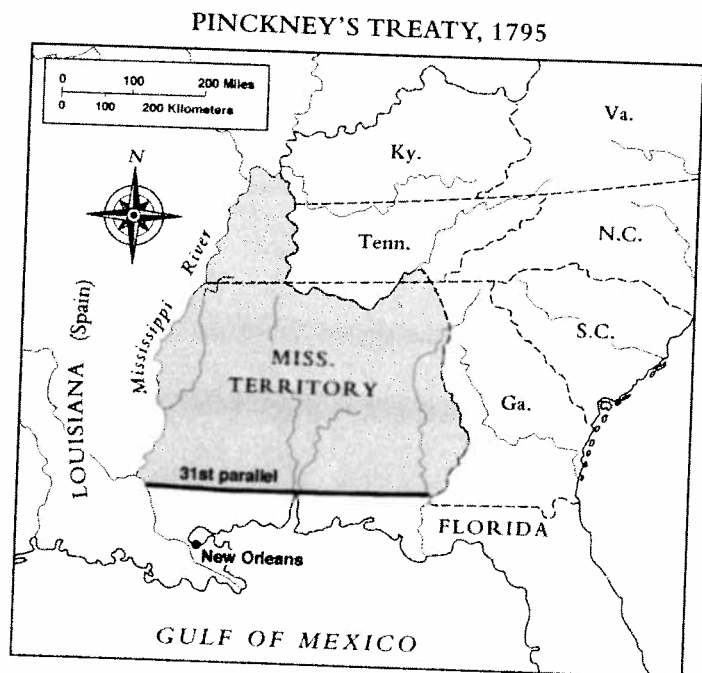 PINCKNEY'S TREATY, 1795
0 100 200 Miles
0 100 200 Kilometers
N
Va.
Ky.
Tenn.
N.C.
Mississippi River
S.C.
LOUISIANA (Spain)
MISS.
TERRITORY
Ga.
31st parallel
FLORIDA
New Orleans
GULF OF MEXICO